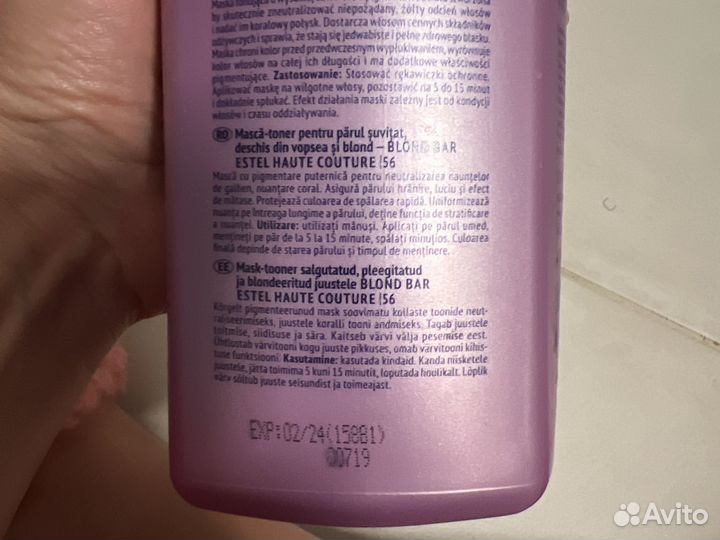 by skutecznie zneutralizować niepożądany, żółty odcień włosów
i nadać im koralowy połysk. Dostarcza włosom cennych składników
odżywczych i sprawia, że stają się jedwabiste i pełne zdrowego blasku.
Maska chroni kolor przed przedwczesnym wypłukiwaniem, wyrównuje
kolor włosów na całej ich długości i ma dodatkowe właściwości
pigmentujące. Zastosowanie: Stosować rękawiczki ochronne.
Aplikować maskę na wilgotne włosy, pozostawić na 5 do 15 minut
i dokładnie spłukać. Efekt działania maski zależny jest od kondycji
włosów i czasu oddziaływania.
RO Mască-toner pentru părul șuvițat,
deschis din vopsea și blond – BLOND BAR
ESTEL HAUTE COUTURE |56
Mască cu pigmentare puternică pentru neutralizarea nuanțelor
de galben, nuanțare coral. Asigură părului hrănire, luciu și efect
de mătase. Protejează culoarea de spălarea rapidă. Uniformizează
nuanța pe întreaga lungime a părului, deține funcția de stratificare
a nuanței. Utilizare: utilizați mănuși. Aplicați pe părul umed,
mențineți pe păr de la 5 la 15 minute, spălați minuțios. Culoarea
finală depinde de starea părului și timpul de menținere.
EE Mask-tooner salgutatud, pleegitatud
ja blondeeritud juustele BLOND BAR
ESTEL HAUTE COUTURE |56
Kõrgelt pigmenteerunud mask soovimatu kollaste toonide neut-
raliseerimiseks, juustele koralli tooni andmiseks. Tagab juustele
toitmise, siidisuse ja sära. Kaitseb värvi välja pesemise eest.
Ühtlustab värvitooni kogu juuste pikkuses, omab värvitooni kihis-
tuse funktsiooni. Kasutamine: kasutada kindaid. Kanda niisketele
juustele, jätta toimima 5 kuni 15 minutit, loputada hoolikalt. Lõplik
värv sõltub juuste seisundist ja toimeajast.
EXP:02/24(15881)
00719
Avito